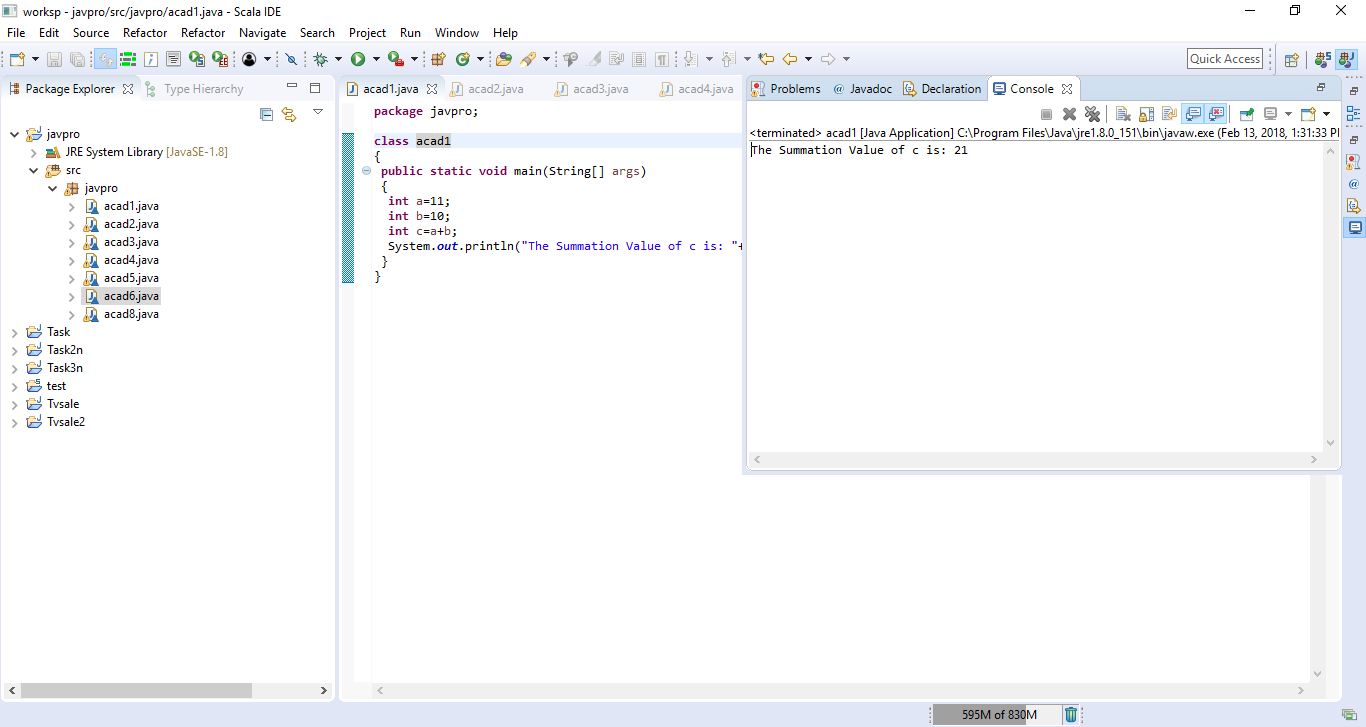 worksp - javpro/src/javpro/acad1.java - Scala IDE
File Edit Source Refactor Refactor Navigate Search Project Run Window Help
Quick Access
Package Explorer Type Hierarchy
javpro
JRE System Library [JavaSE-1.8]
src
javpro
acad1.java
acad2.java
acad3.java
acad4.java
acad5.java
acad6.java
acad8.java
Task
Task2n
Task3n
test
Tvsale
Tvsale2
acad1.java acad2.java acad3.java acad4.java
package javpro;
class acad1
{
public static void main(String[] args)
{
int a=11;
int b=10;
int c=a+b;
System.out.println("The Summation Value of c is: "+
}
}
Problems @ Javadoc Declaration Console
<terminated> acad1 [Java Application] C:\Program Files\Java\jre1.8.0_151\bin\javaw.exe (Feb 13, 2018, 1:31:33 P
The Summation Value of c is: 21
595M of 830M